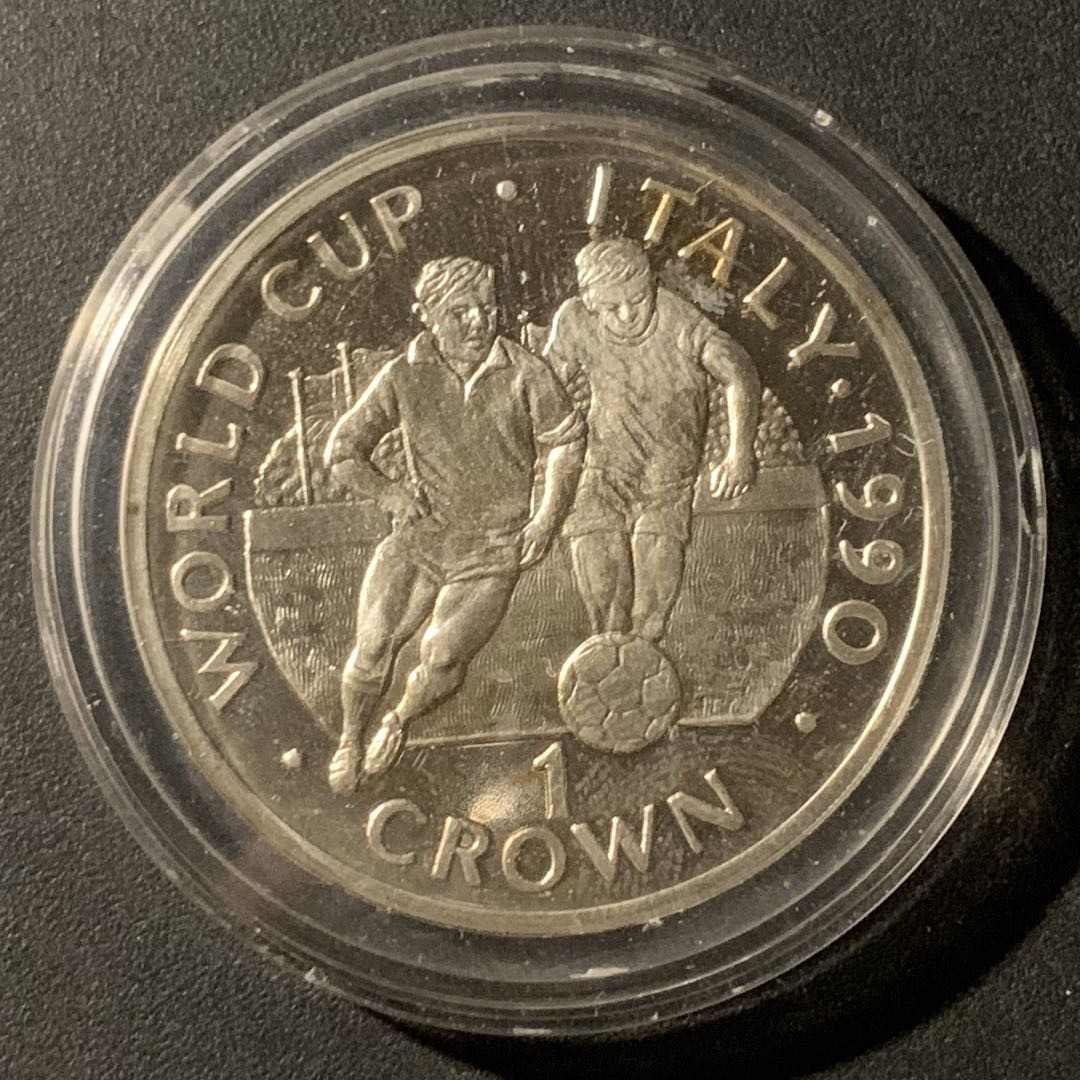 WORLD CUP · ITALY · 1990
1
CROWN